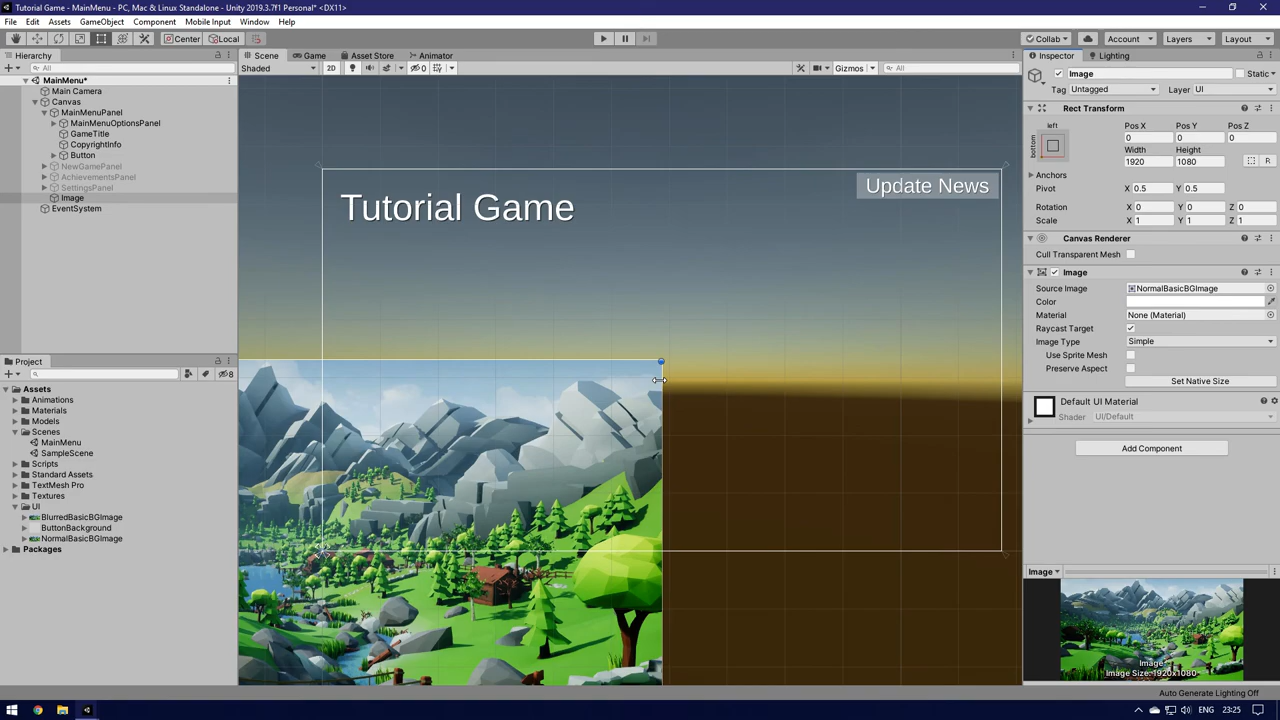 Tutorial Game - MainMenu - PC, Mac & Linux Standalone - Unity 2019.3.7f1 Personal* <DX11>
File Edit Assets GameObject Component Mobile Input Window Help
Center Local Collab Account Layers Layout
Hierarchy
All
MainMenu*
Main Camera
Canvas
MainMenuPanel
MainMenuOptionsPanel
GameTitle
CopyrightInfo
Button
NewGamePanel
AchievementsPanel
SettingsPanel
Image
EventSystem
Project
8
Assets
Animations
Materials
Models
Scenes
MainMenu
SampleScene
Scripts
Standard Assets
TextMesh Pro
Textures
UI
BlurredBasicBGImage
ButtonBackground
NormalBasicBGImage
Packages
Scene Game Asset Store Animator
Shaded 2D 0 Gizmos All
Update News
Tutorial Game
Inspector Lighting
Image Static
Tag Untagged Layer UI
Rect Transform
left
bottom
Pos X Pos Y Pos Z
0 0 0
Width Height
1920 1080 R
Anchors
Pivot X 0.5 Y 0.5
Rotation X 0 Y 0 Z 0
Scale X 1 Y 1 Z 1
Canvas Renderer
Cull Transparent Mesh
Image
Source Image NormalBasicBGImage
Color
Material None (Material)
Raycast Target
Image Type Simple
Use Sprite Mesh
Preserve Aspect
Set Native Size
Default UI Material
Shader UI/Default
Add Component
Image
Image
Image Size: 1920x1080
Auto Generate Lighting Off
ENG 23:25